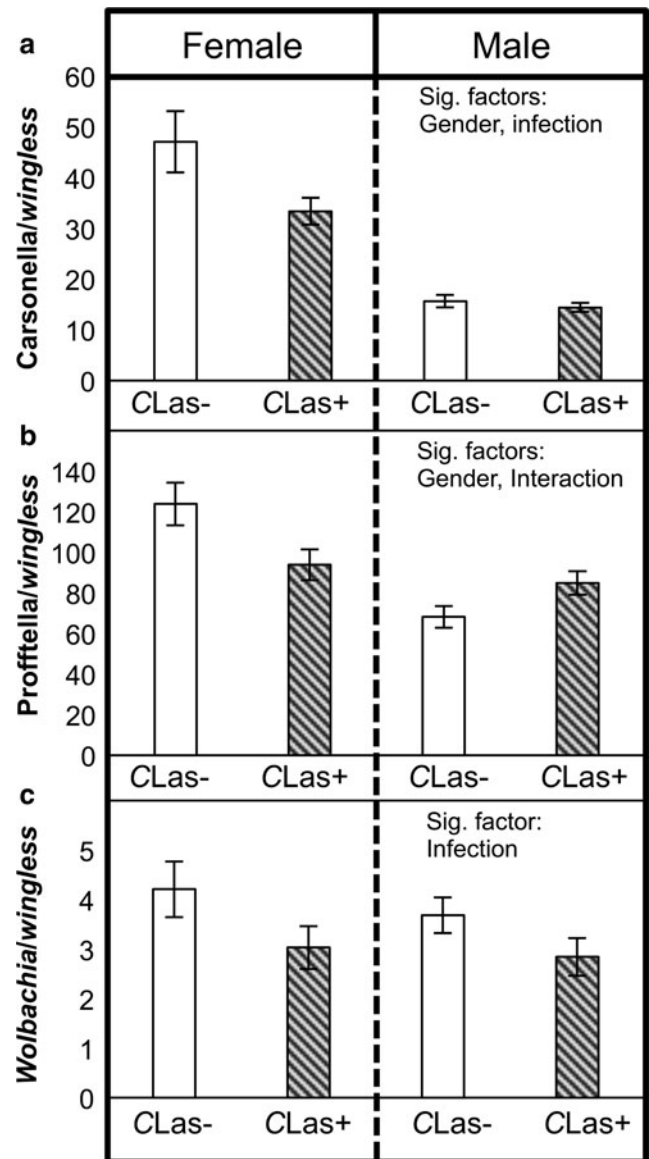 a
Female
Male
Carsonella/wingless
60
50
40
30
20
10
0
Sig. factors:
Gender, infection
CLas-
CLas+
CLas-
CLas+
b
Profftella/wingless
140
120
100
80
60
40
20
0
Sig. factors:
Gender, Interaction
CLas-
CLas+
CLas-
CLas+
c
Wolbachia/wingless
5
4
3
2
1
0
Sig. factor:
Infection
CLas-
CLas+
CLas-
CLas+